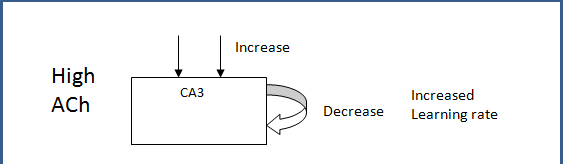 Increase
High
ACh
CA3
Decrease
Increased
Learning rate